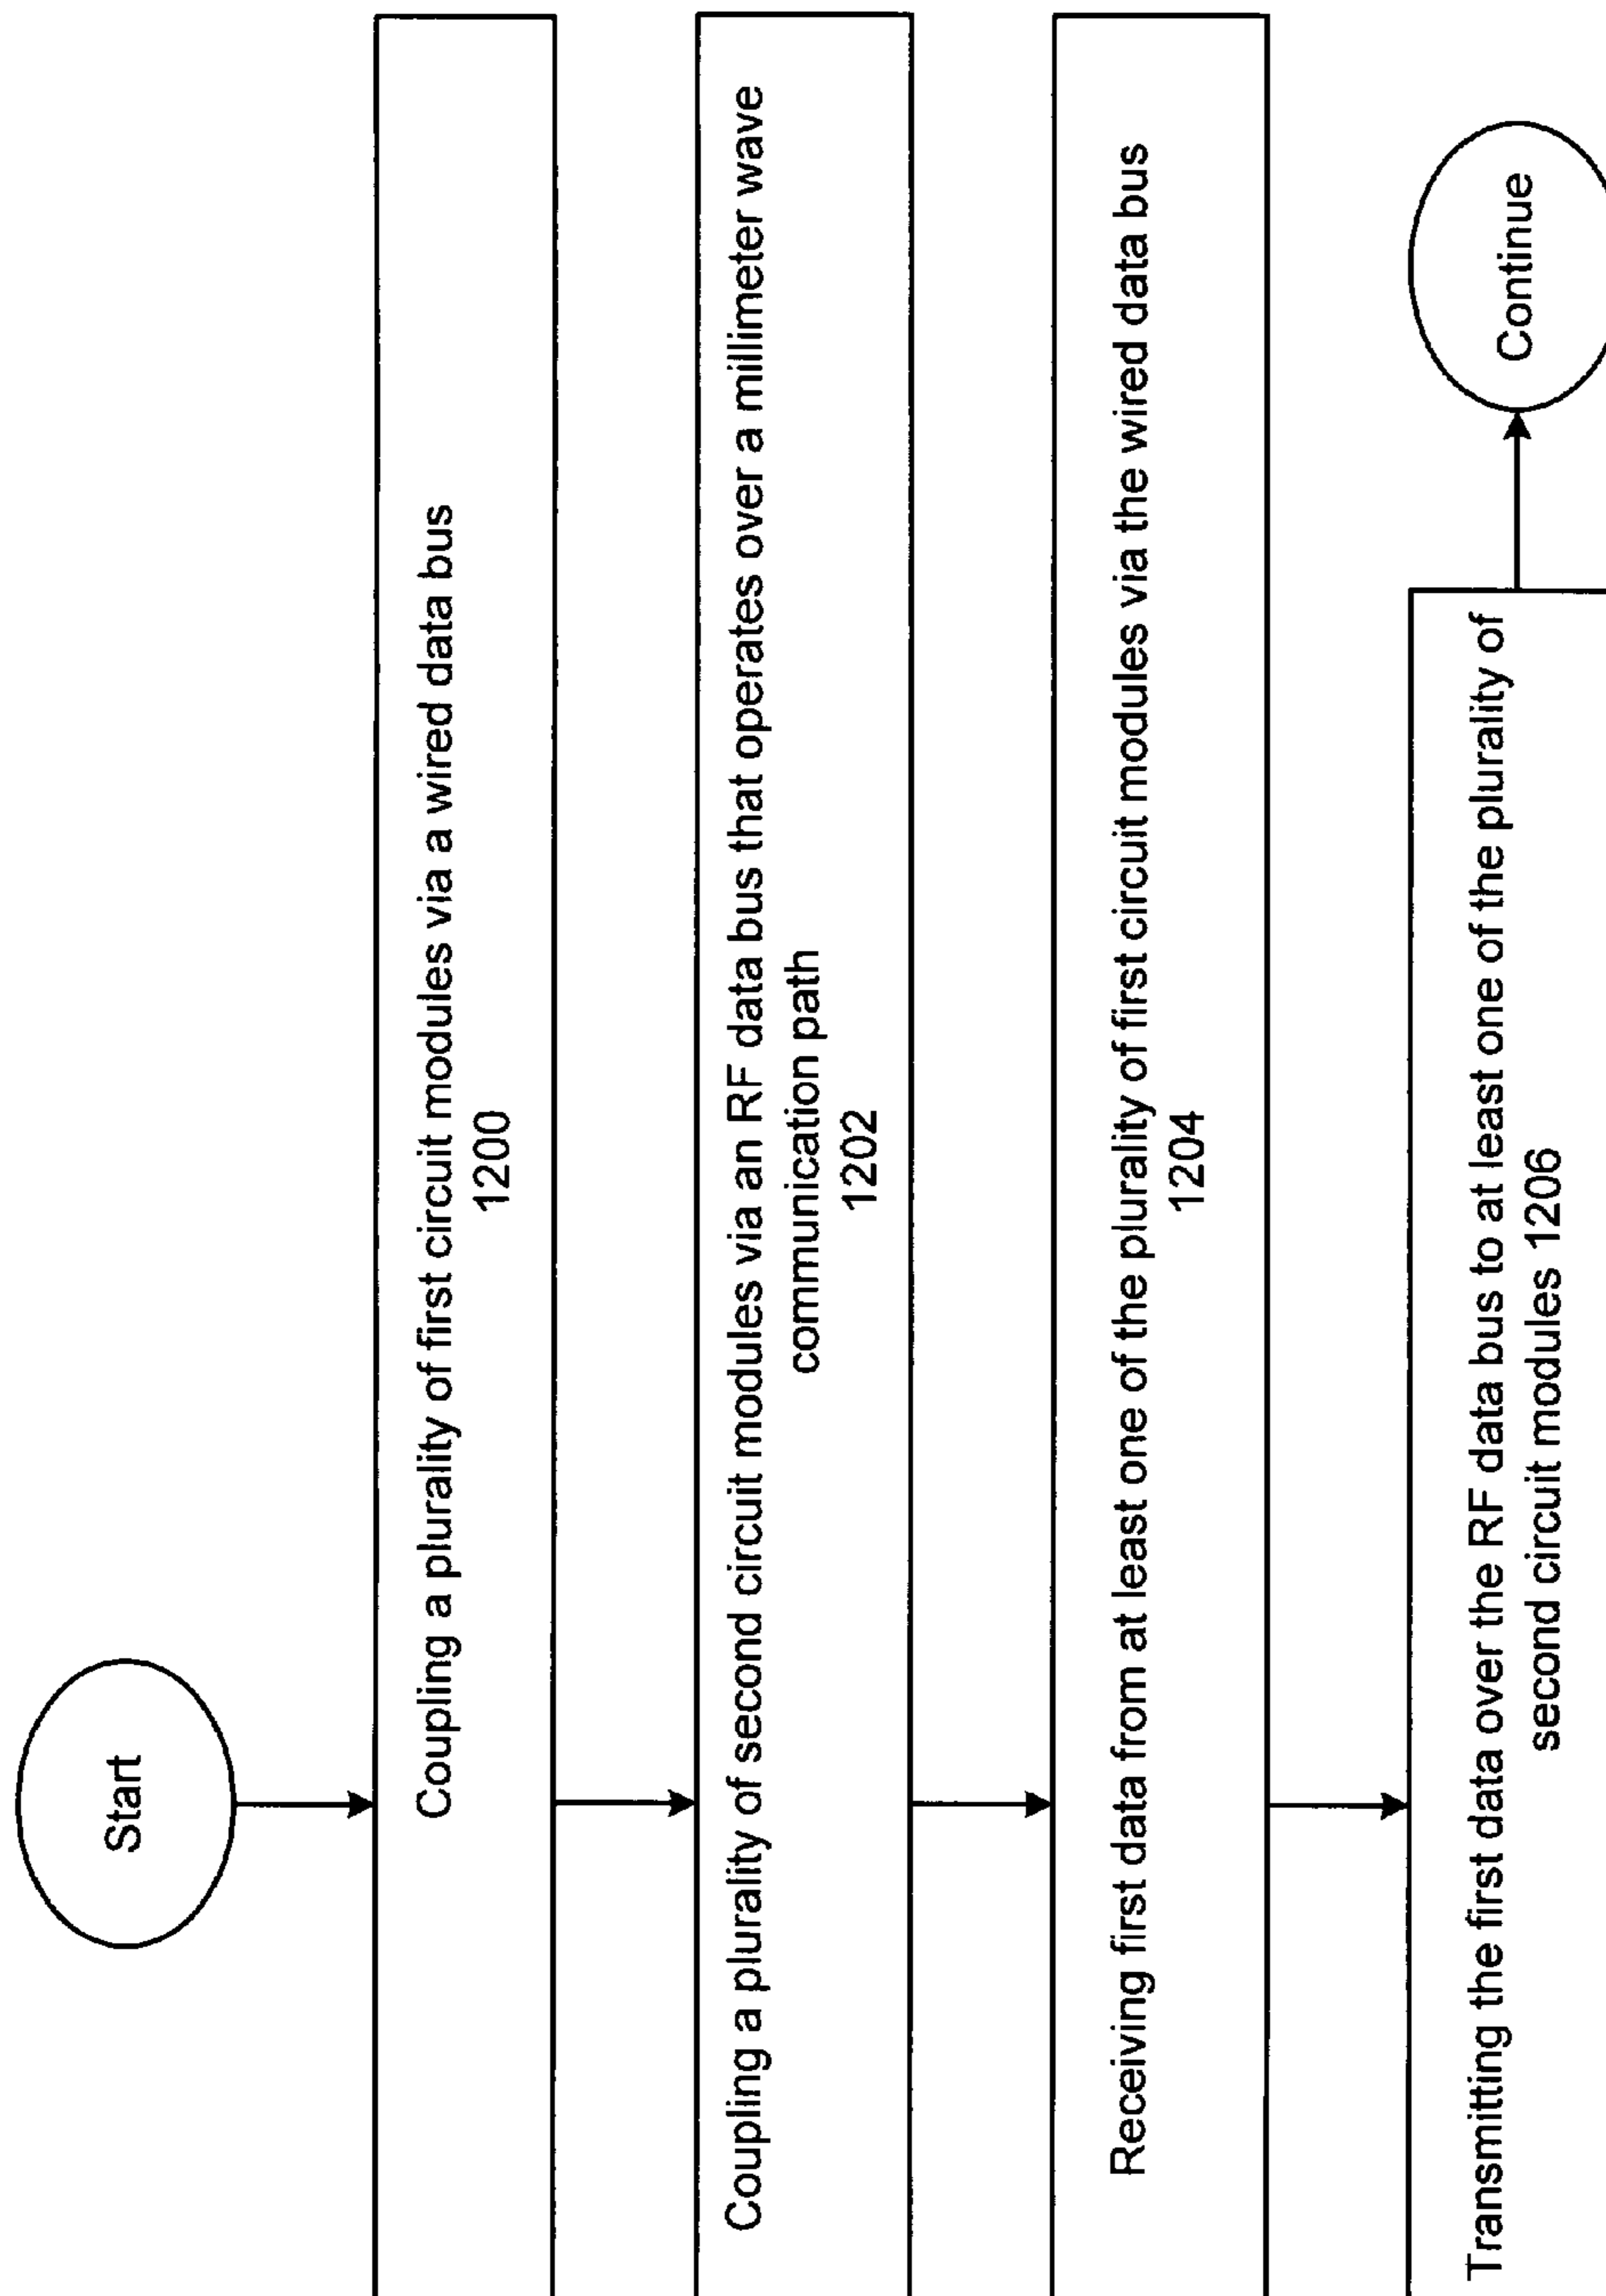 Start
Coupling a plurality of first circuit modules via a wired data bus
1200
Coupling a plurality of second circuit modules via an RF data bus that operates over a millimeter wave
communication path
1202
Receiving first data from at least one of the plurality of first circuit modules via the wired data bus
1204
Transmitting the first data over the RF data bus to at least one of the plurality of
second circuit modules 1206
Continue